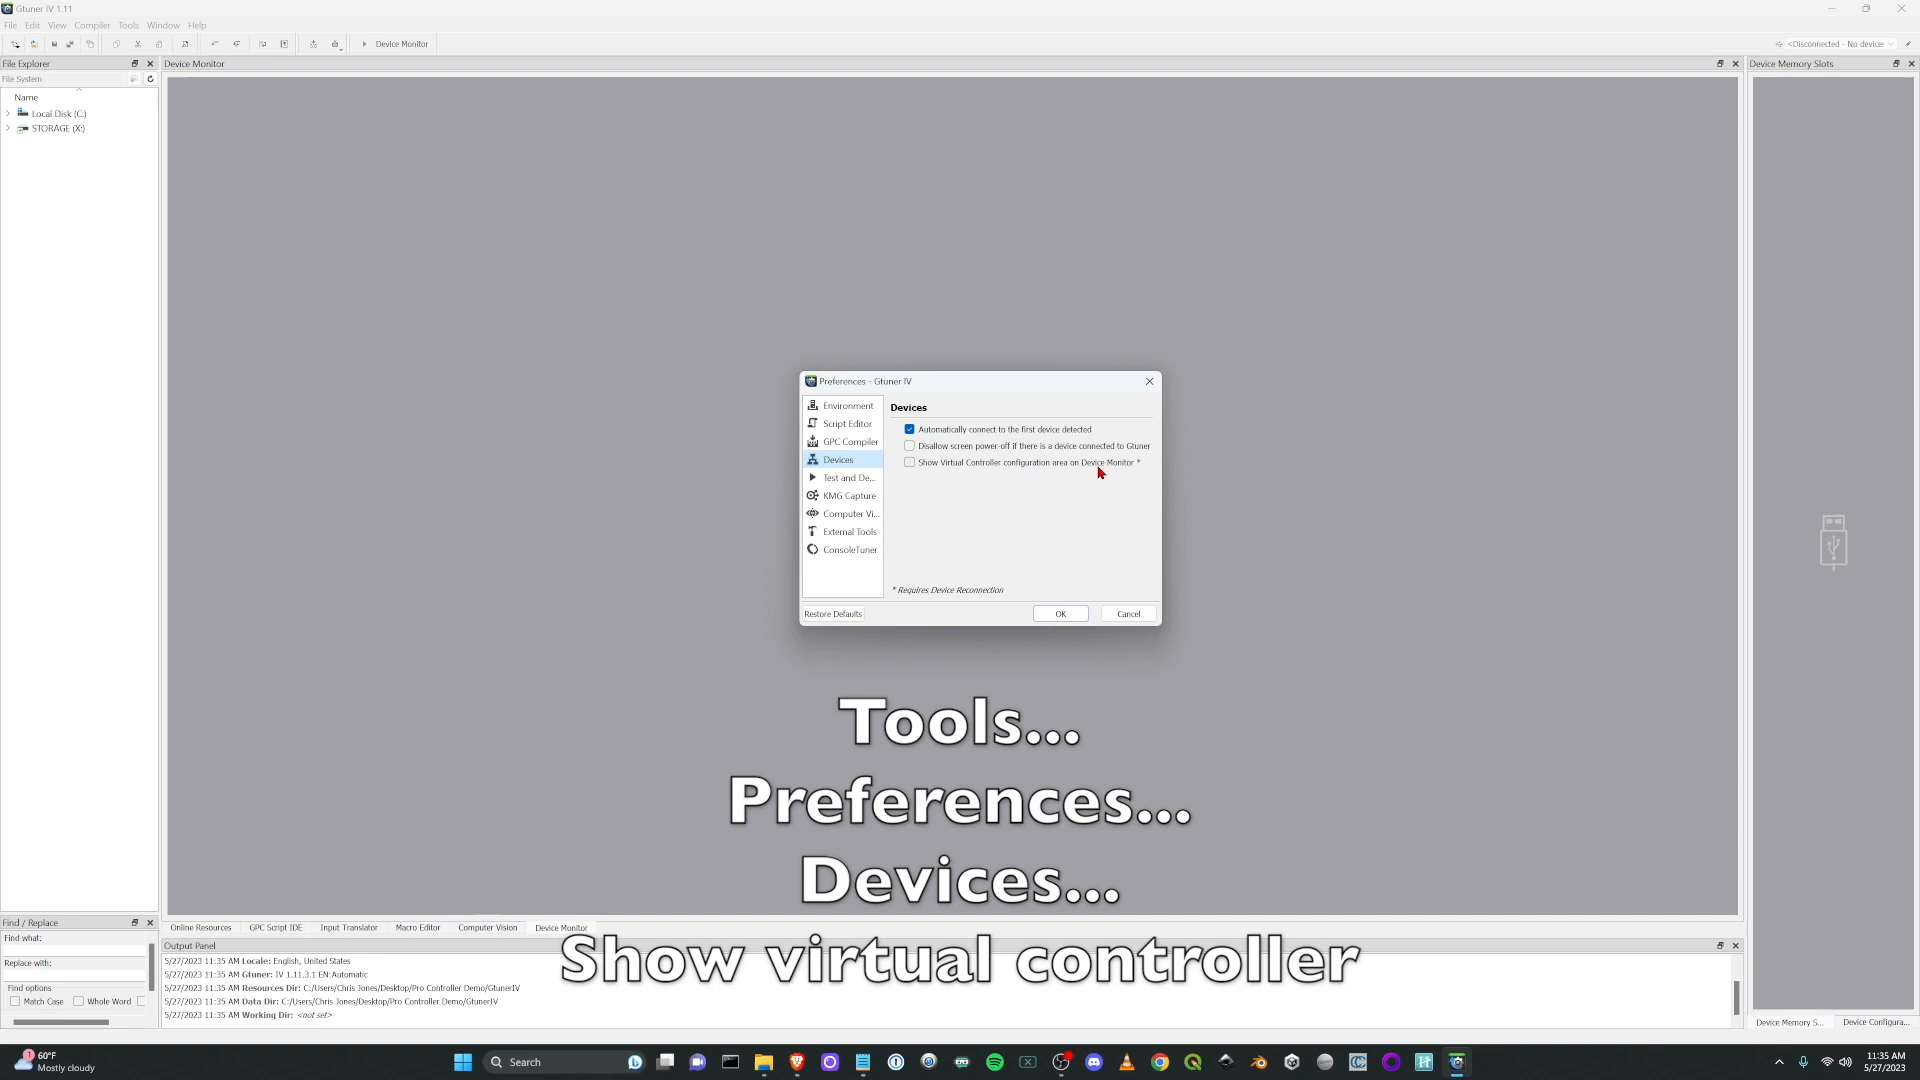 Gtuner IV 1.11
File Edit View Compiler Tools Window Help
Device Monitor
<Disconnected - No device
File Explorer
Device Monitor
Device Memory Slots
File System
Name
Local Disk (C:)
STORAGE (X:)
Preferences - Gtuner IV
Environment
Script Editor
GPC Compiler
Devices
Test and De...
KMG Capture
Computer Vi...
External Tools
ConsoleTuner
Devices
Automatically connect to the first device detected
Disallow screen power-off if there is a device connected to Gtuner
Show Virtual Controller configuration area on Device Monitor *
* Requires Device Reconnection
Restore Defaults
OK
Cancel
Tools...
Preferences...
Devices...
Show virtual controller
Find / Replace
Find what:
Replace with:
Find options
Match Case Whole Word
Online Resources GPC Script IDE Input Translator Macro Editor Computer Vision Device Monitor
Output Panel
5/27/2023 11:35 AM Locale: English, United States
5/27/2023 11:35 AM Gtuner: IV 1.11.3.1 EN:Automatic
5/27/2023 11:35 AM Resources Dir: C:/Users/Chris Jones/Desktop/Pro Controller Demo/GtunerIV
5/27/2023 11:35 AM Data Dir: C:/Users/Chris Jones/Desktop/Pro Controller Demo/GtunerIV
5/27/2023 11:35 AM Working Dir: <not set>
Device Memory S... Device Configura...
1
60°F
Mostly cloudy
Search
11:35 AM
5/27/2023